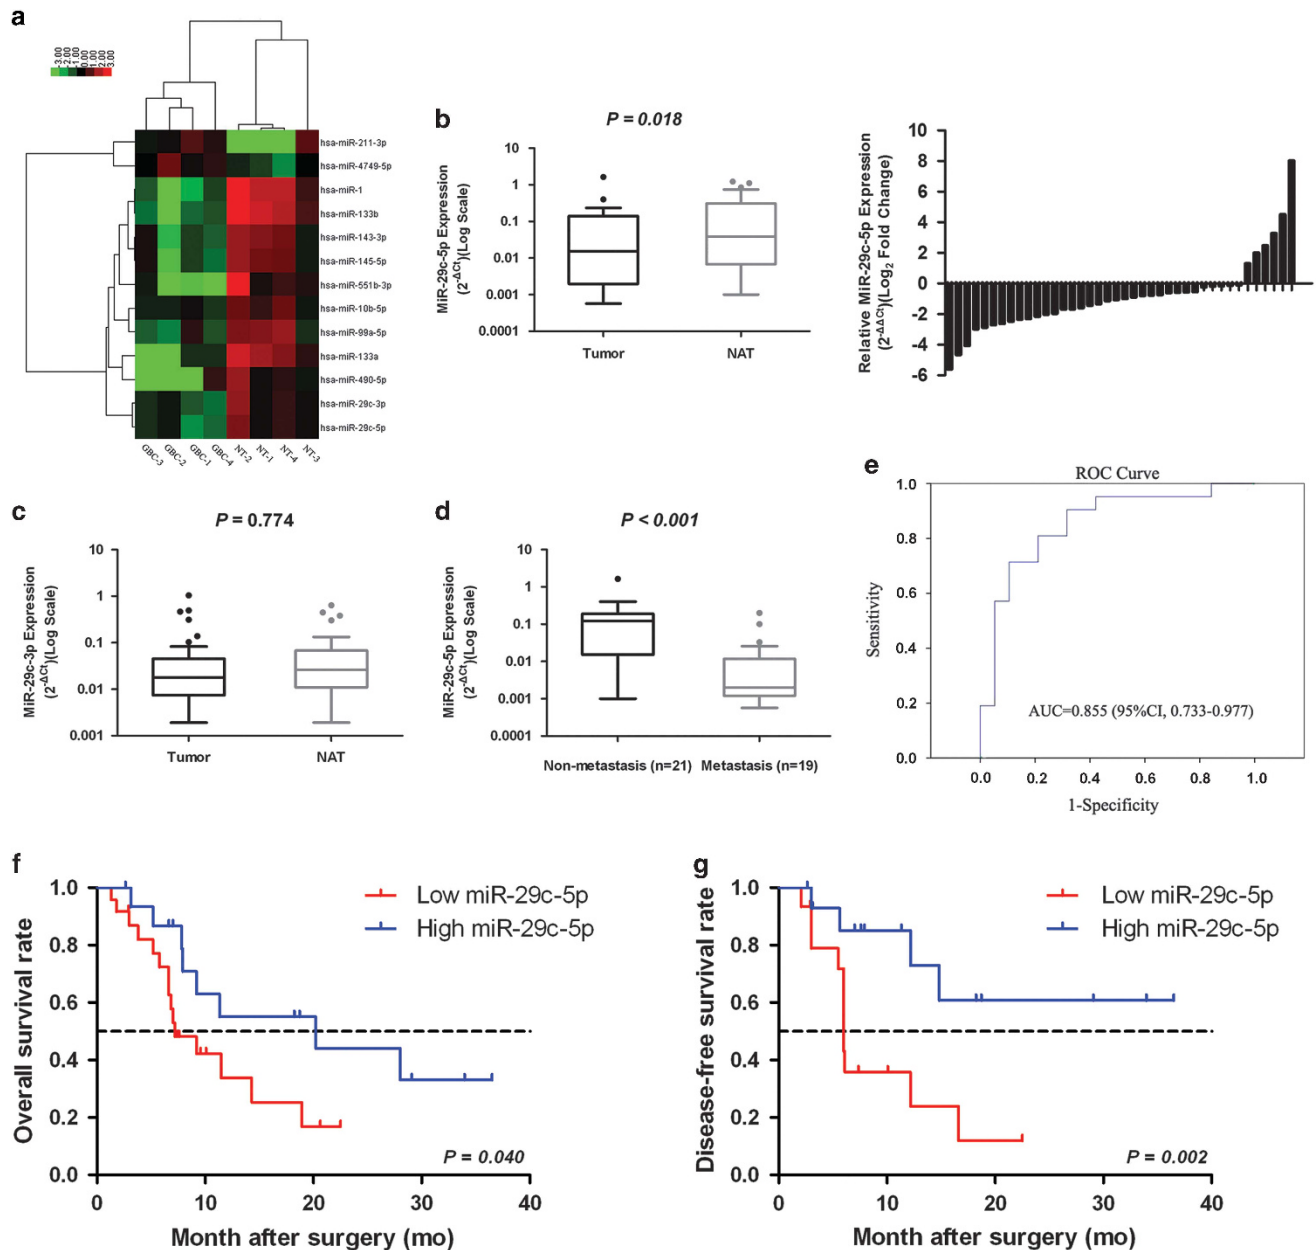 a
-3.00
-2.00
-1.00
0.00
1.00
2.00
3.00
hsa-miR-211-3p
hsa-miR-4749-5p
hsa-miR-1
hsa-miR-133b
hsa-miR-143-3p
hsa-miR-145-5p
hsa-miR-551b-3p
hsa-miR-10b-5p
hsa-miR-99a-5p
hsa-miR-133a
hsa-miR-490-5p
hsa-miR-29c-3p
hsa-miR-29c-5p
GBC-3
GBC-2
GBC-1
GBC-4
NT-2
NT-1
NT-4
NT-3
b
P = 0.018
MiR-29c-5p Expression
(2-ΔCt)(Log Scale)
10
1
0.1
0.01
0.001
0.0001
Tumor
NAT
Relative MiR-29c-5p Expression
(2-ΔΔCt)(Log2 Fold Change)
10
8
6
4
2
0
-2
-4
-6
c
P = 0.774
MiR-29c-3p Expression
(2-ΔCt)(Log Scale)
10
1
0.1
0.01
0.001
Tumor
NAT
d
P < 0.001
MiR-29c-5p Expression
(2-ΔCt)(Log Scale)
10
1
0.1
0.01
0.001
0.0001
Non-metastasis (n=21)
Metastasis (n=19)
e
ROC Curve
Sensitivity
1.0
0.8
0.6
0.4
0.2
0.0
AUC=0.855 (95%CI, 0.733-0.977)
0.0
0.2
0.4
0.6
0.8
1.0
1-Specificity
f
Overall survival rate
1.0
0.8
0.6
0.4
0.2
0.0
Low miR-29c-5p
High miR-29c-5p
P = 0.040
0
10
20
30
40
Month after surgery (mo)
g
Disease-free survival rate
1.0
0.8
0.6
0.4
0.2
0.0
Low miR-29c-5p
High miR-29c-5p
P = 0.002
0
10
20
30
40
Month after surgery (mo)